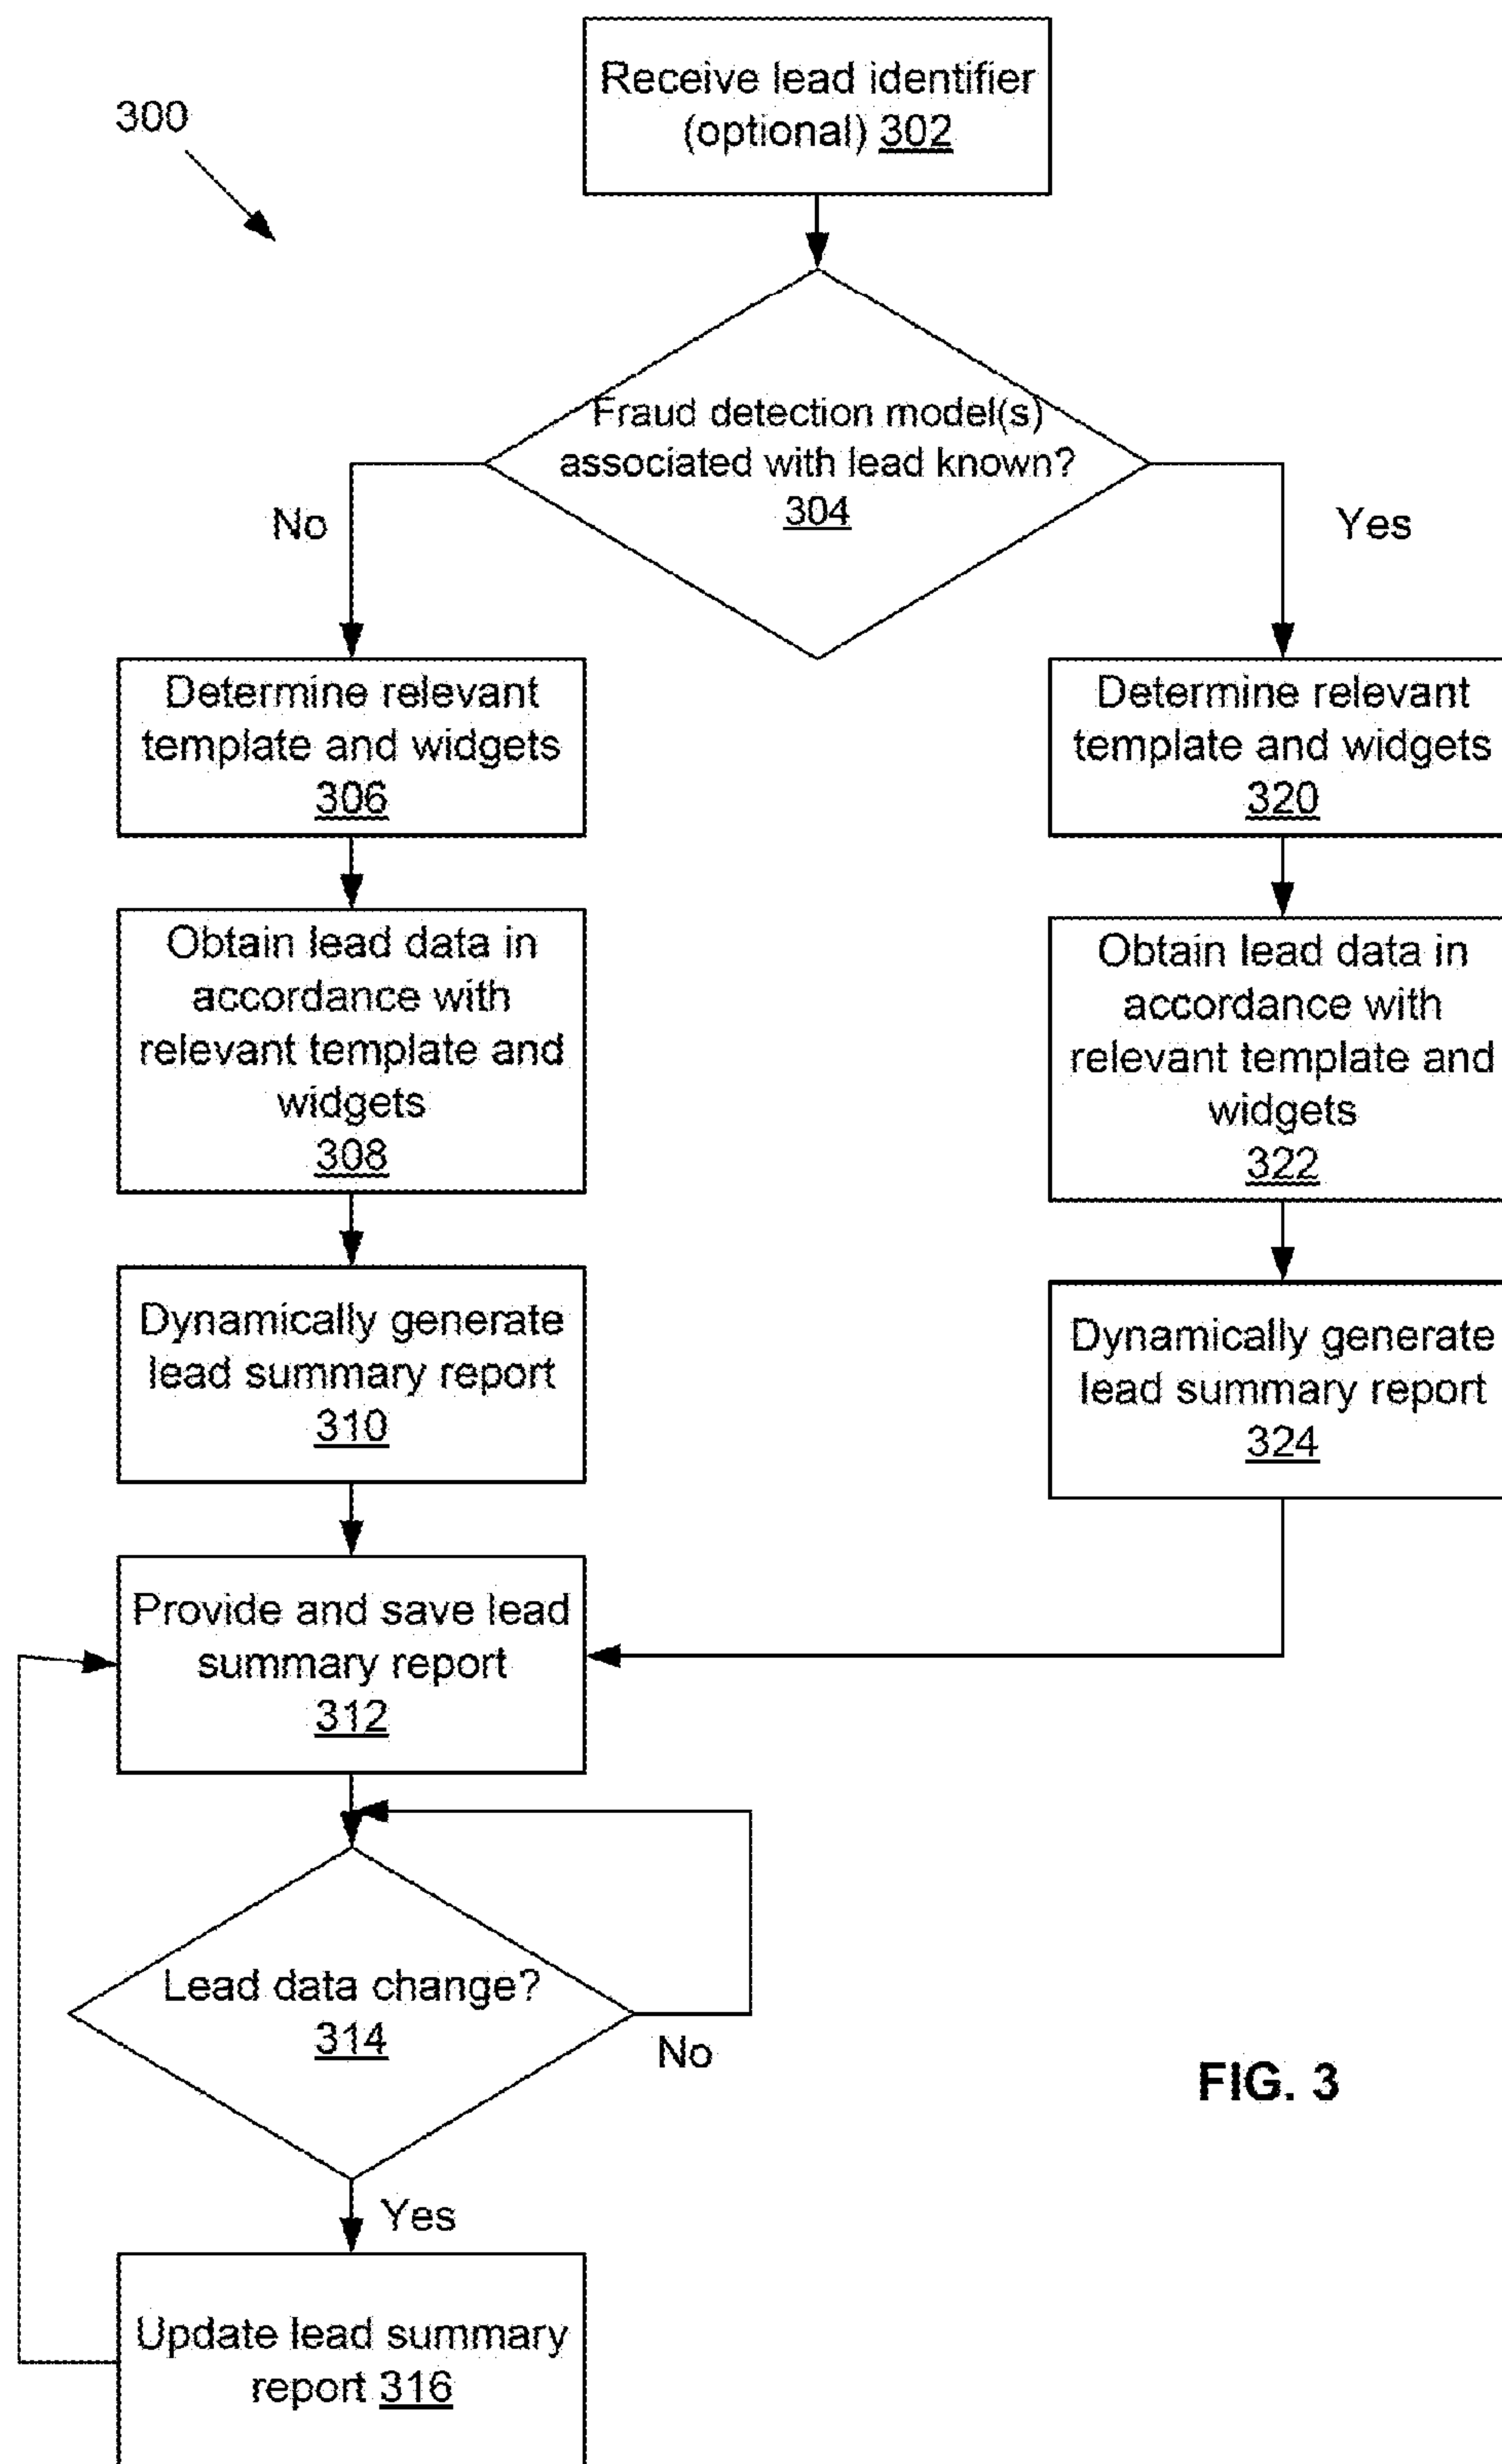 300
Receive lead identifier
(optional) 302
Fraud detection model(s)
associated with lead known?
304
No
Yes
Determine relevant
template and widgets
306
Obtain lead data in
accordance with
relevant template and
widgets
308
Dynamically generate
lead summary report
310
Determine relevant
template and widgets
320
Obtain lead data in
accordance with
relevant template and
widgets
322
Dynamically generate
lead summary report
324
Provide and save lead
summary report
312
Lead data change?
314
No
Yes
Update lead summary
report 316
FIG. 3